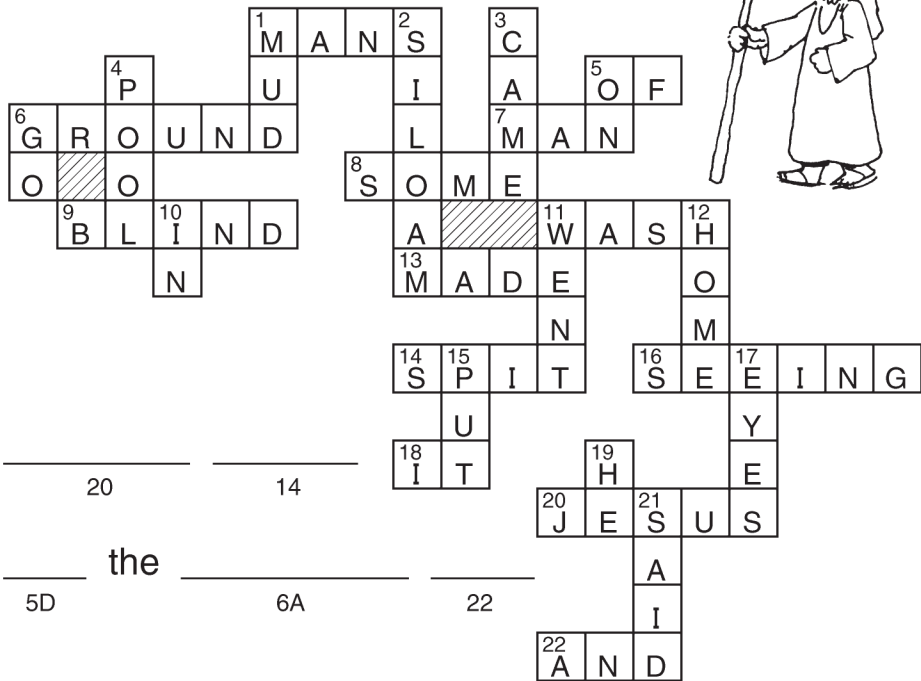 1 M A N 2 S 3 C
4 P U I A 5 O F
6 G R O U N D L 7 M A N
O O 8 S O M E
9 B L 10 I N D A 11 W A S 12 H
N 13 M A D E O
N M
14 S 15 P I T 16 S E 17 E I N G
U Y
18 I T 19 H E
20 14
20 J E 21 S U S
the
A
5D 6A 22
I
22 A N D